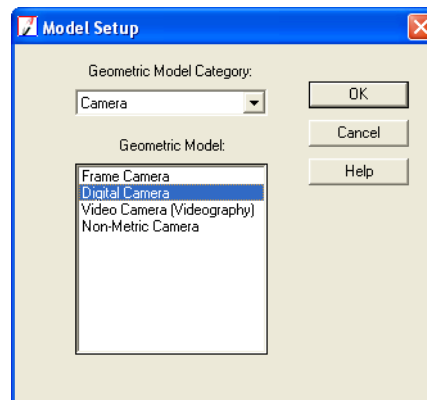 Model Setup
Geometric Model Category:
Camera
OK
Cancel
Geometric Model:
Help
Frame Camera
Digital Camera
Video Camera (Videography)
Non-Metric Camera